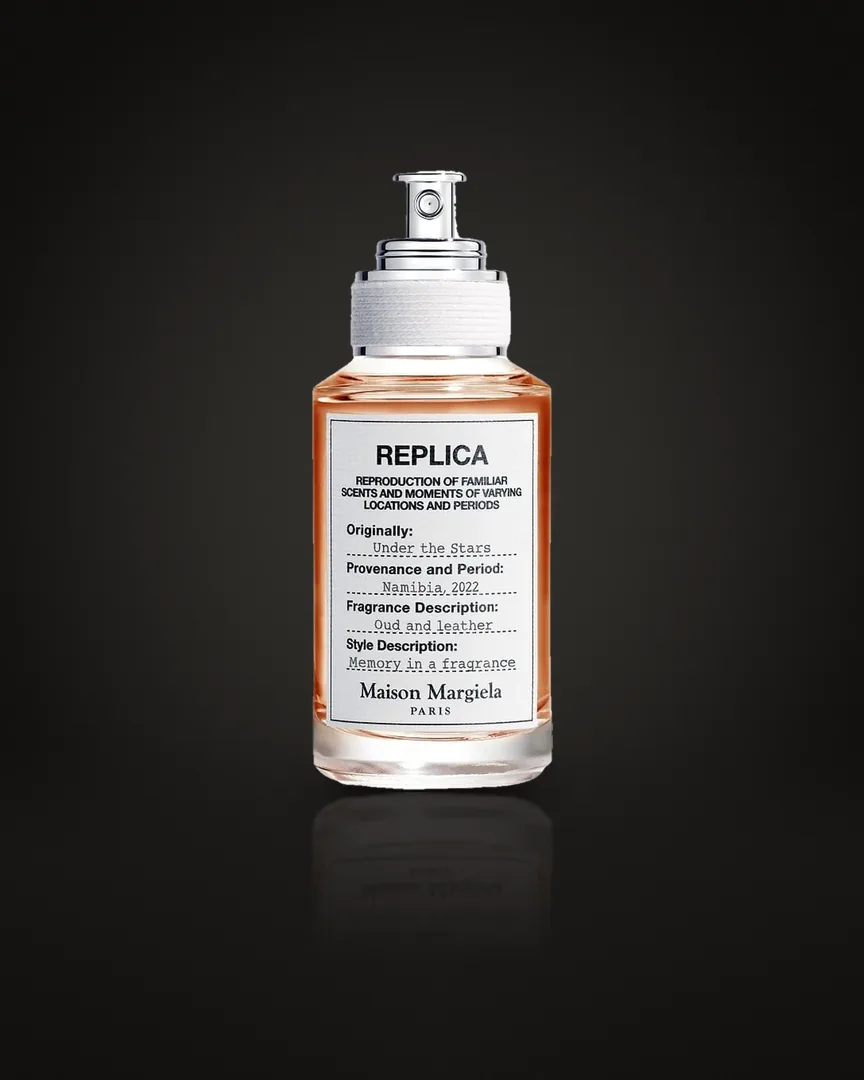 REPLICA
REPRODUCTION OF FAMILIAR
SCENTS AND MOMENTS OF VARYING
LOCATIONS AND PERIODS
Originally:
Under the Stars
Provenance and Period:
Namibia, 2022
Fragrance Description:
Oud and leather
Style Description:
Memory in a fragrance
Maison Margiela
PARIS